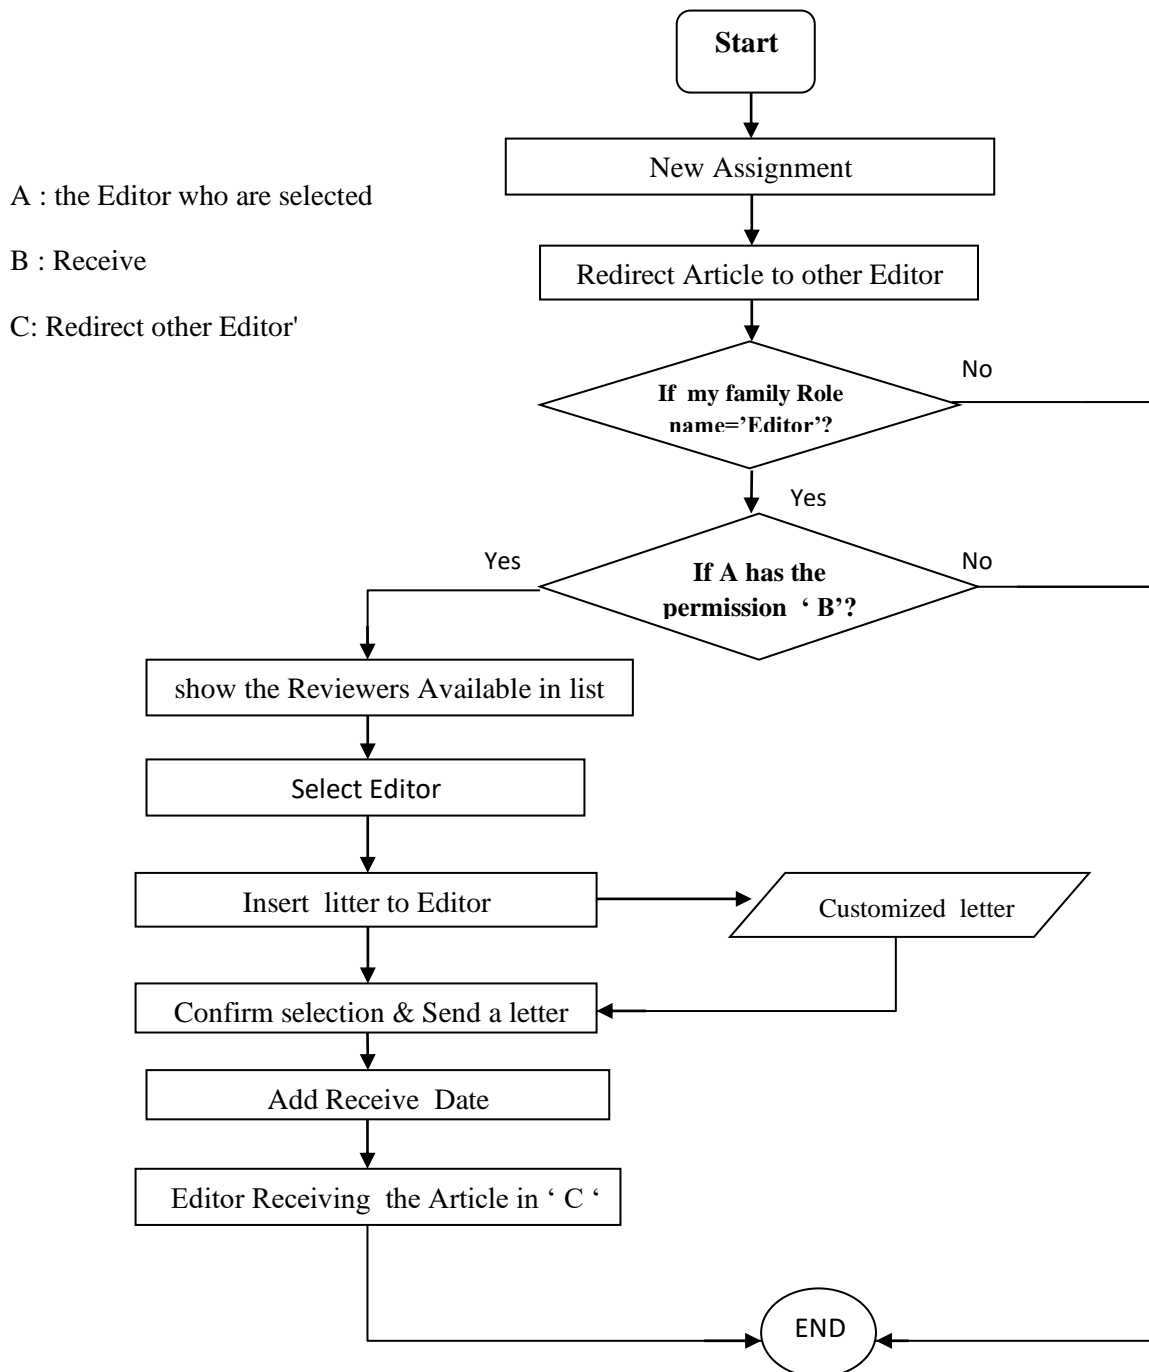 Start
New Assignment
A : the Editor who are selected
B : Receive
Redirect Article to other Editor
C: Redirect other Editor'
No
If my family Role
name=’Editor’?
Yes
Yes
No
If A has the
permission ‘ B’?
show the Reviewers Available in list
Select Editor
Insert litter to Editor
Customized letter
Confirm selection & Send a letter
Add Receive Date
Editor Receiving the Article in ‘ C ‘
END